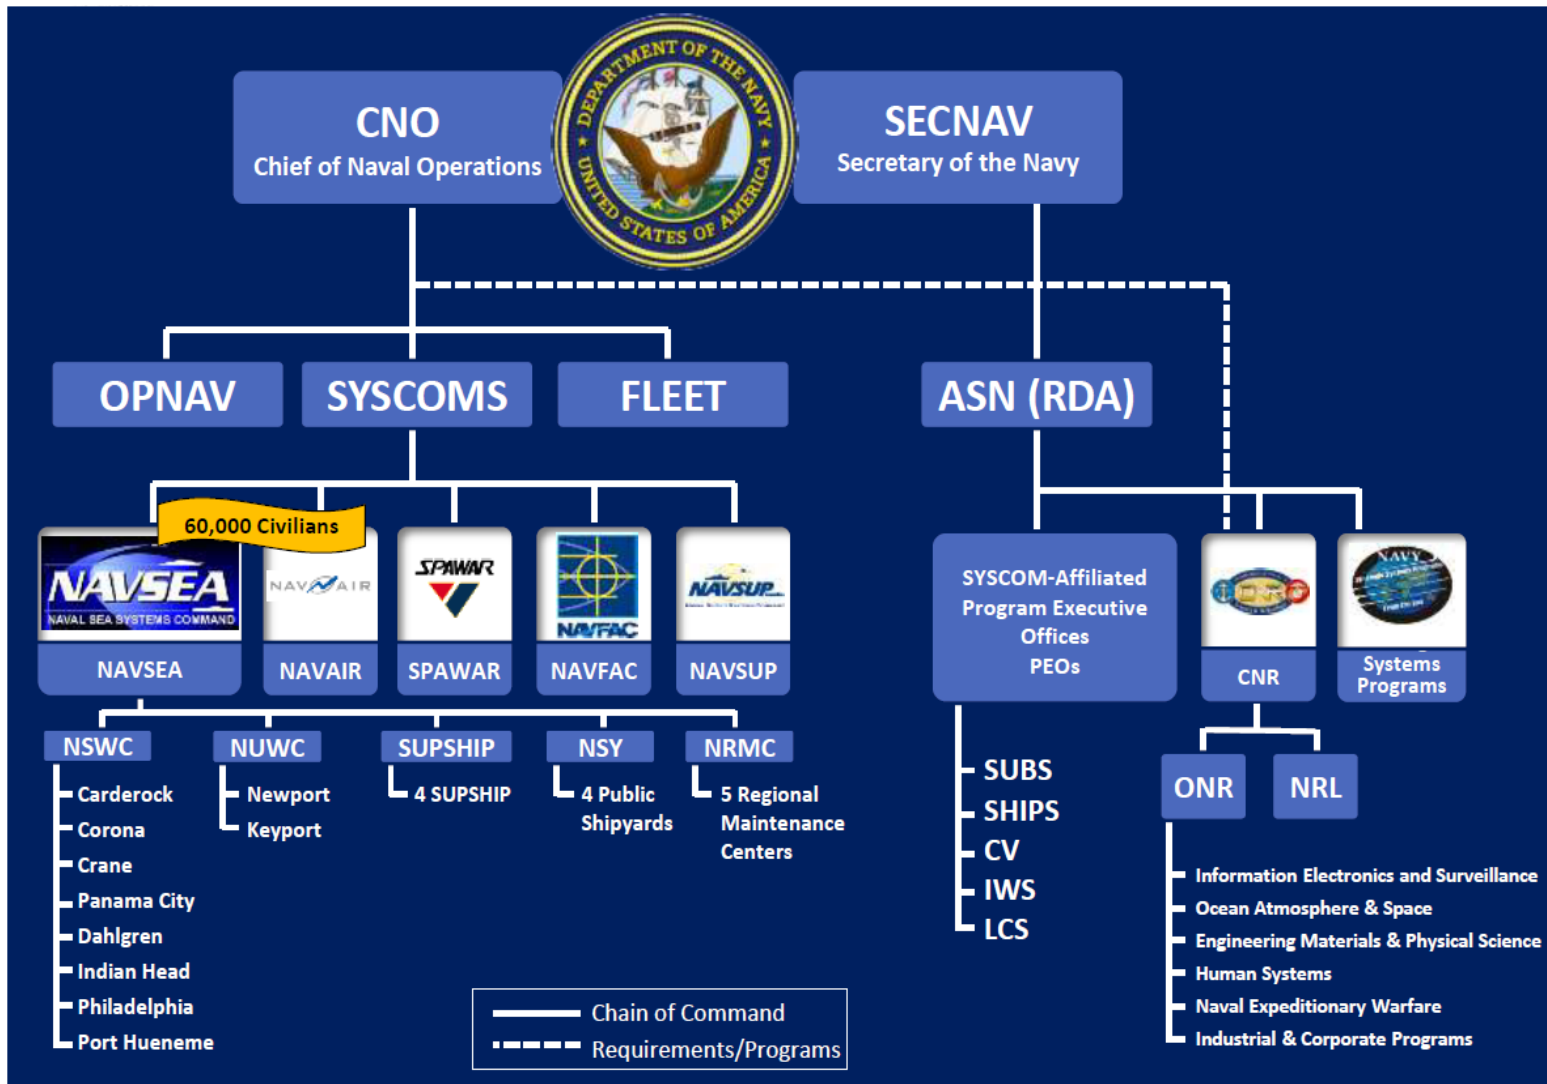 CNO
Chief of Naval Operations
DEPARTMENT OF THE NAVY
UNITED STATES OF AMERICA
SECNAV
Secretary of the Navy
OPNAV
SYSCOMS
FLEET
ASN (RDA)
60,000 Civilians
NAVSEA
NAVAL SEA SYSTEMS COMMAND
NAVSEA
NAVAIR
NAVAIR
SPAWAR
SPAWAR
NAVFAC
NAVFAC
NAVSUP
NAVSUP
SYSCOM-Affiliated
Program Executive
Offices
PEOs
CNR
NAVY
Systems
Programs
NSWC
Carderock
Corona
Crane
Panama City
Dahlgren
Indian Head
Philadelphia
Port Hueneme
NUWC
Newport
Keyport
SUPSHIP
4 SUPSHIP
NSY
4 Public
Shipyards
NRMC
5 Regional
Maintenance
Centers
SUBS
SHIPS
CV
IWS
LCS
ONR
NRL
Information Electronics and Surveillance
Ocean Atmosphere & Space
Engineering Materials & Physical Science
Human Systems
Naval Expeditionary Warfare
Industrial & Corporate Programs
Chain of Command
Requirements/Programs